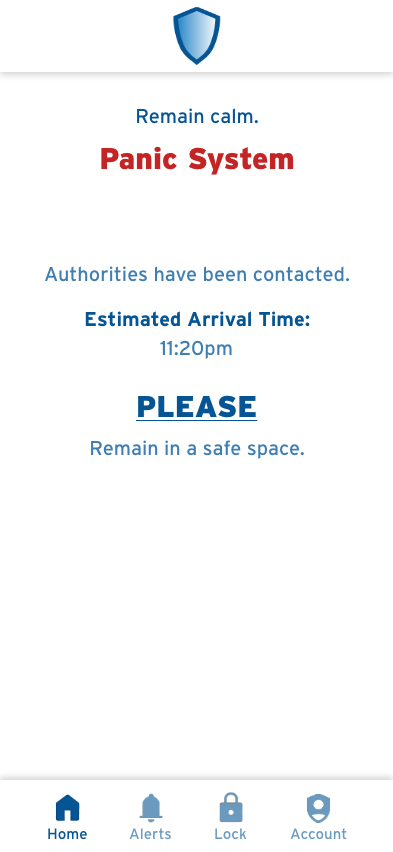 Remain calm.
Panic System
Authorities have been contacted.
Estimated Arrival Time:
11:20pm
PLEASE
Remain in a safe space.
Home
Alerts
Lock
Account